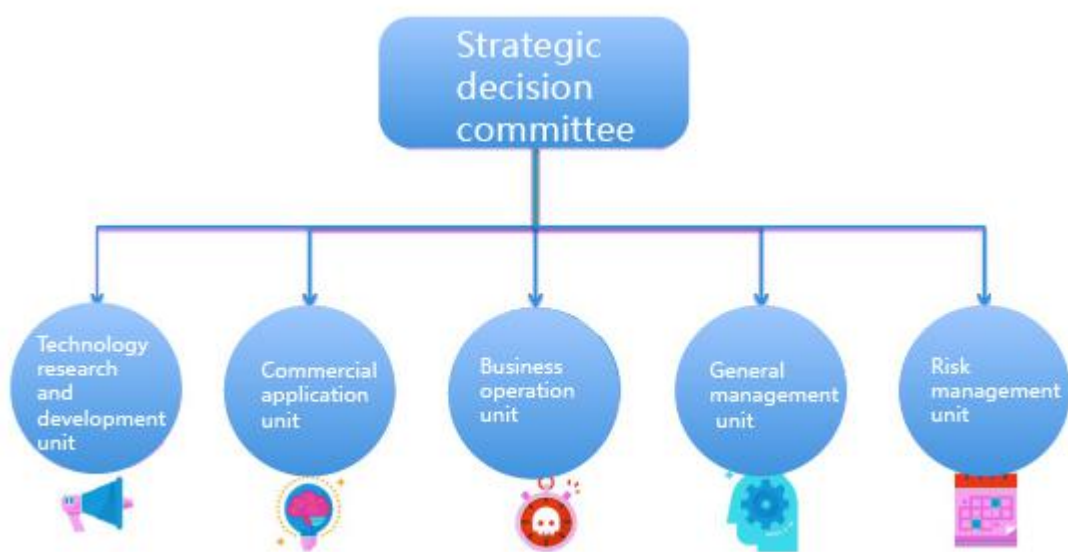 Strategic
decision
committee
Technology
research
and
development
unit
Commercial
application
unit
Business
operation
unit
General
management
unit
Risk
management
unit